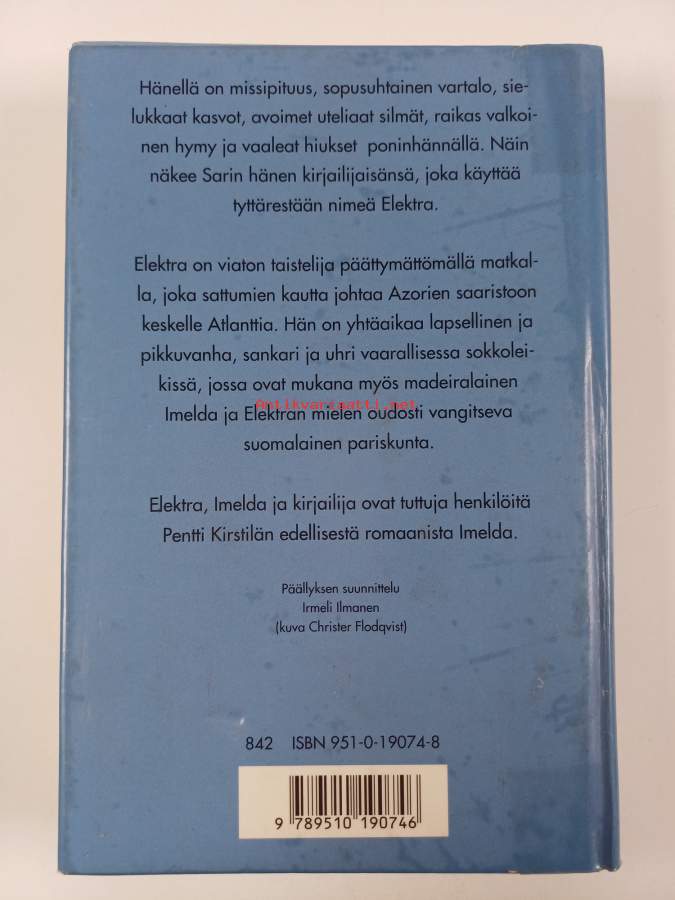 Hänellä on missipituus, sopusuhtainen vartalo, sie-
lukkaat kasvot, avoimet uteliaat silmät, raikas valkoi-
nen hymy ja vaaleat hiukset poninhännällä. Näin
näkee Sarin hänen kirjailijaisänsä, joka käyttää
tyttärestään nimeä Elektra.
Elektra on viaton taistelija päättymättömällä matkal-
la, joka sattumien kautta johtaa Azorien saaristoon
keskelle Atlanttia. Hän on yhtäaikaa lapsellinen ja
pikkuvanha, sankari ja uhri vaarallisessa sokkolei-
kissä, jossa ovat mukana myös madeiralainen
Antikvariaatti.net
Imelda ja Elektran mielen oudosti vangitseva
suomalainen pariskunta.
Elektra, Imelda ja kirjailija ovat tuttuja henkilöitä
Pentti Kirstilän edellisestä romaanista Imelda.
Päällyksen suunnittelu
Irmeli Ilmanen
(kuva Christer Flodqvist)
842 ISBN 951-0-19074-8
9 789510 190746